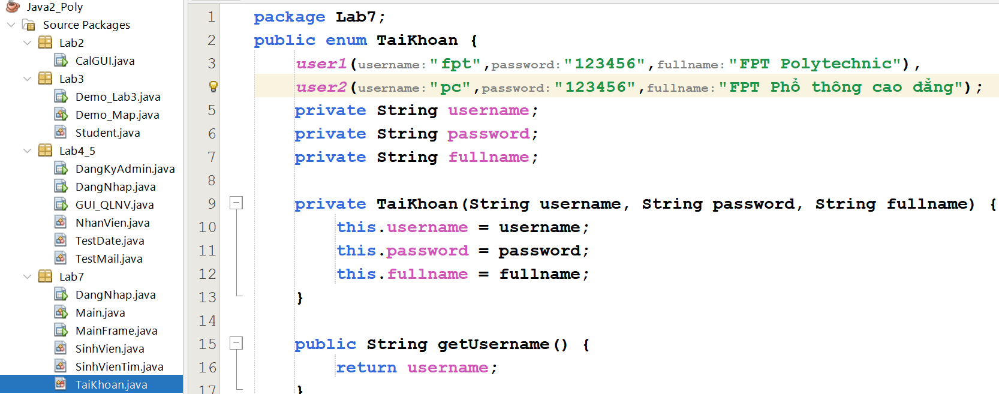 Java2_Poly
Source Packages
Lab2
CalGUI.java
Lab3
Demo_Lab3.java
Demo_Map.java
Student.java
Lab4_5
DangKyAdmin.java
DangNhap.java
GUI_QLNV.java
NhanVien.java
TestDate.java
TestMail.java
Lab7
DangNhap.java
Main.java
MainFrame.java
SinhVien.java
SinhVienTim.java
TaiKhoan.java
1 package Lab7;
2 public enum TaiKhoan {
3 user1(username:"fpt",password:"123456",fullname:"FPT Polytechnic"),
user2(username:"pc",password:"123456",fullname:"FPT Phổ thông cao đẳng");
5 private String username;
6 private String password;
7 private String fullname;
8
9 private TaiKhoan(String username, String password, String fullname) {
10 this.username = username;
11 this.password = password;
12 this.fullname = fullname;
13 }
14
15 public String getUsername() {
16 return username;
17 }